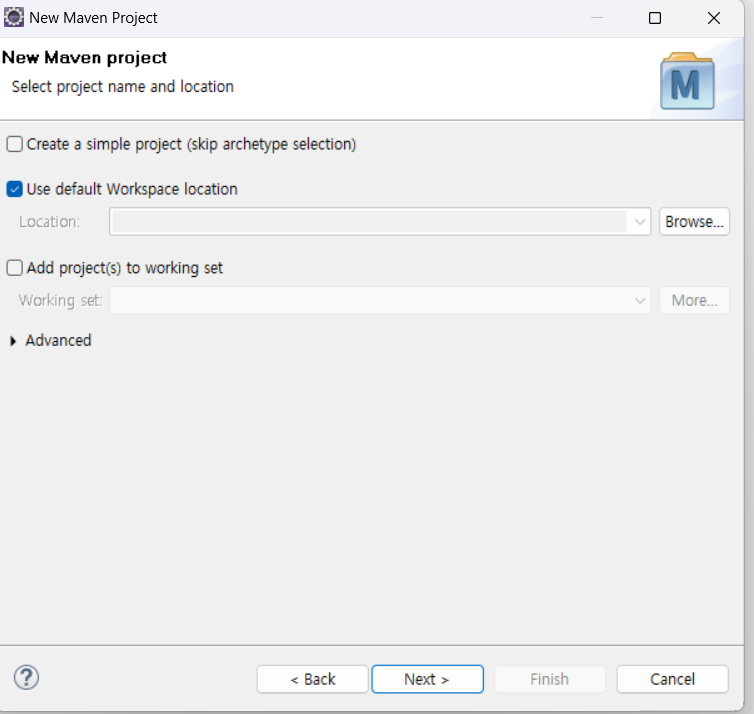 New Maven Project
New Maven project
Select project name and location
M
Create a simple project (skip archetype selection)
Use default Workspace location
Location:
Browse...
Add project(s) to working set
Working set:
More...
Advanced
?
< Back
Next >
Finish
Cancel